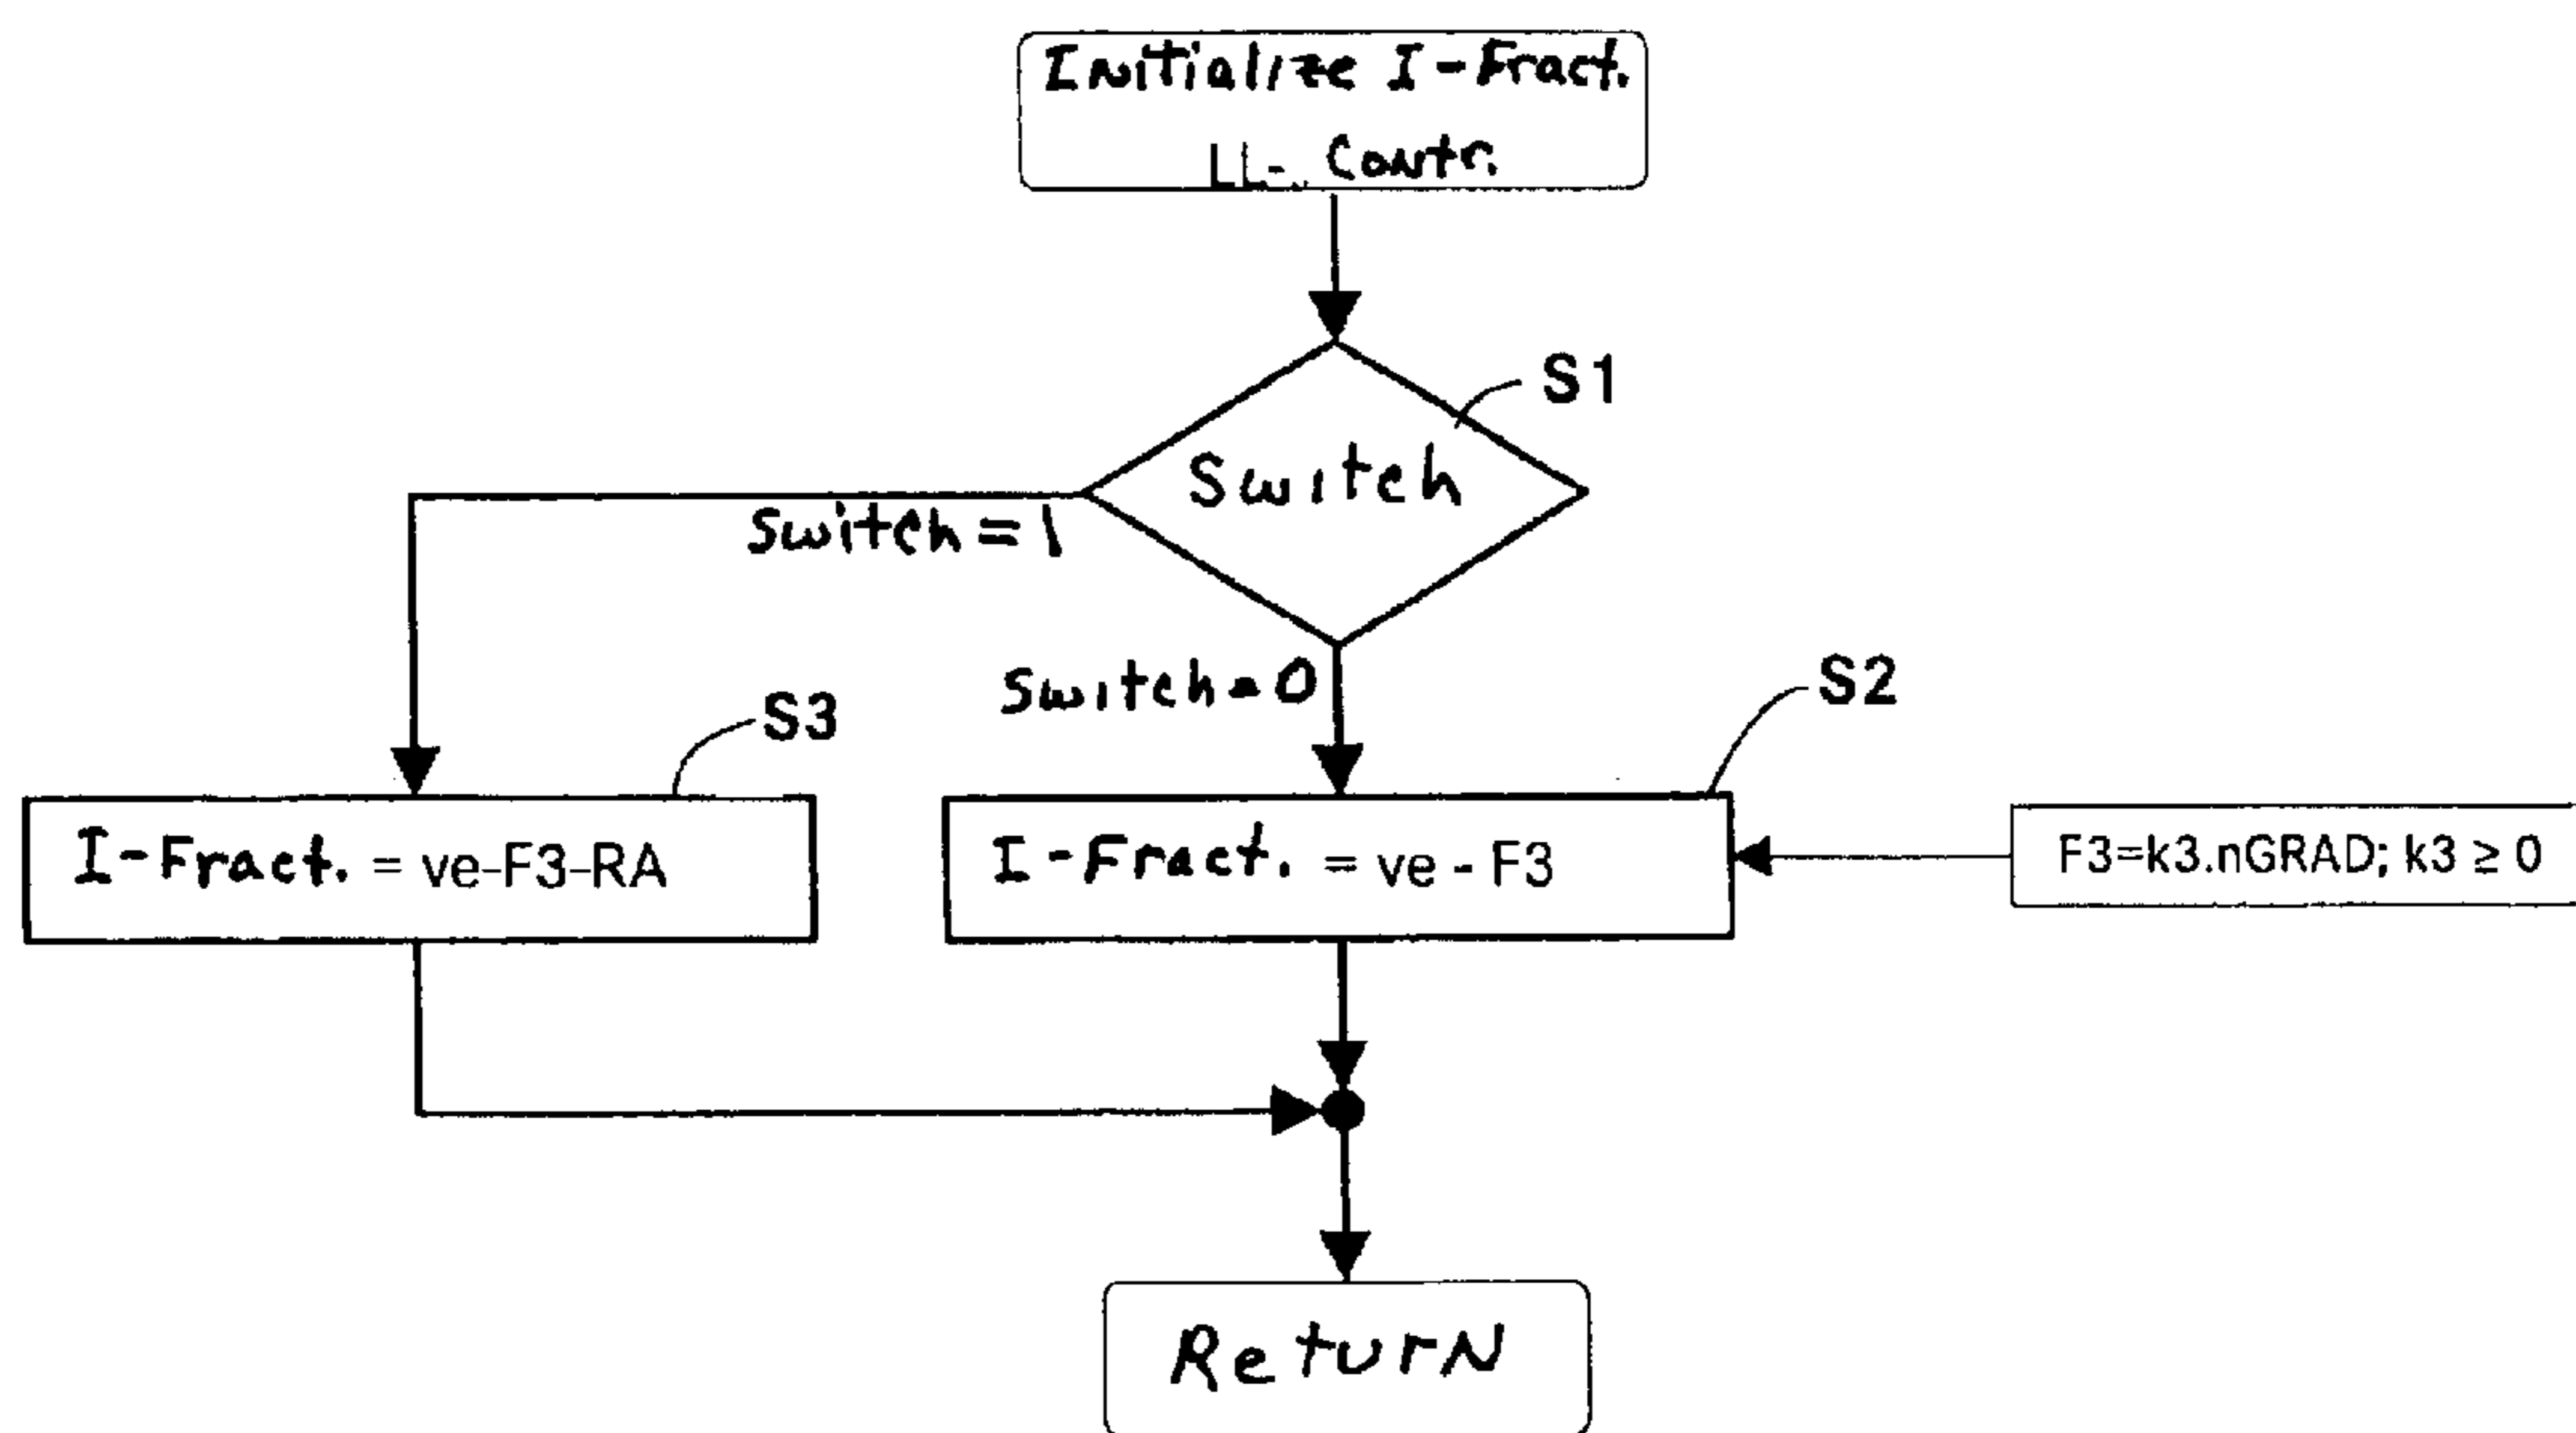 Initialize I-Fract.
LL-. Contr.
S1
Switch
Switch = 1
Switch = 0
S2
S3
I-Fract. = ve-F3-RA
I-Fract. = ve - F3
F3=k3.nGRAD; k3 ≥ 0
Return